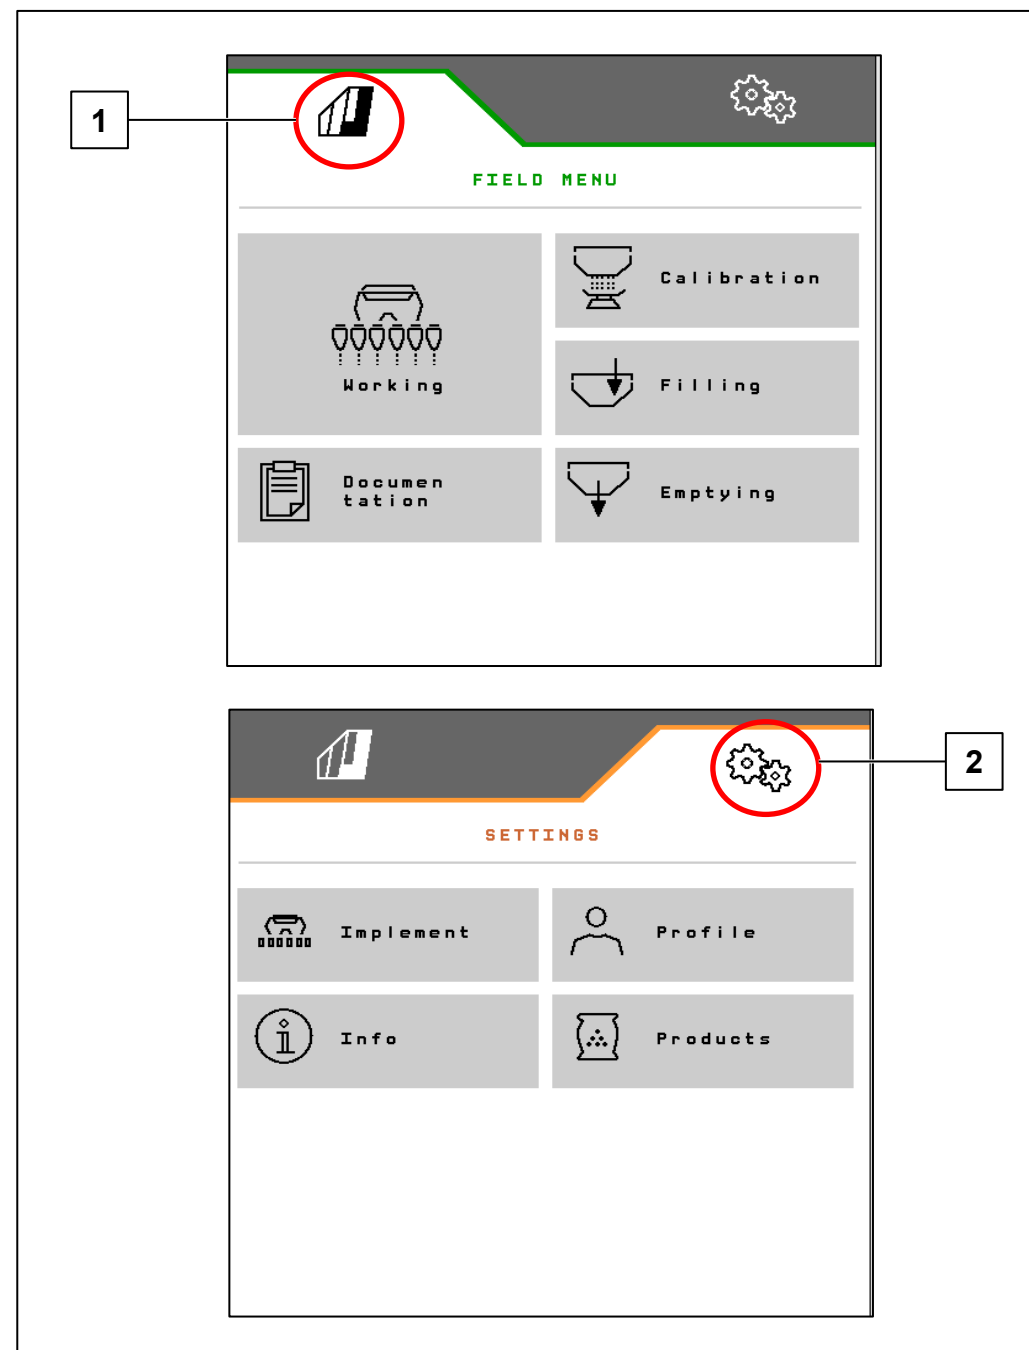 1
FIELD MENU
Calibration
Working
Filling
Documen
tation
Emptying
2
SETTINGS
Implement
Profile
Info
Products